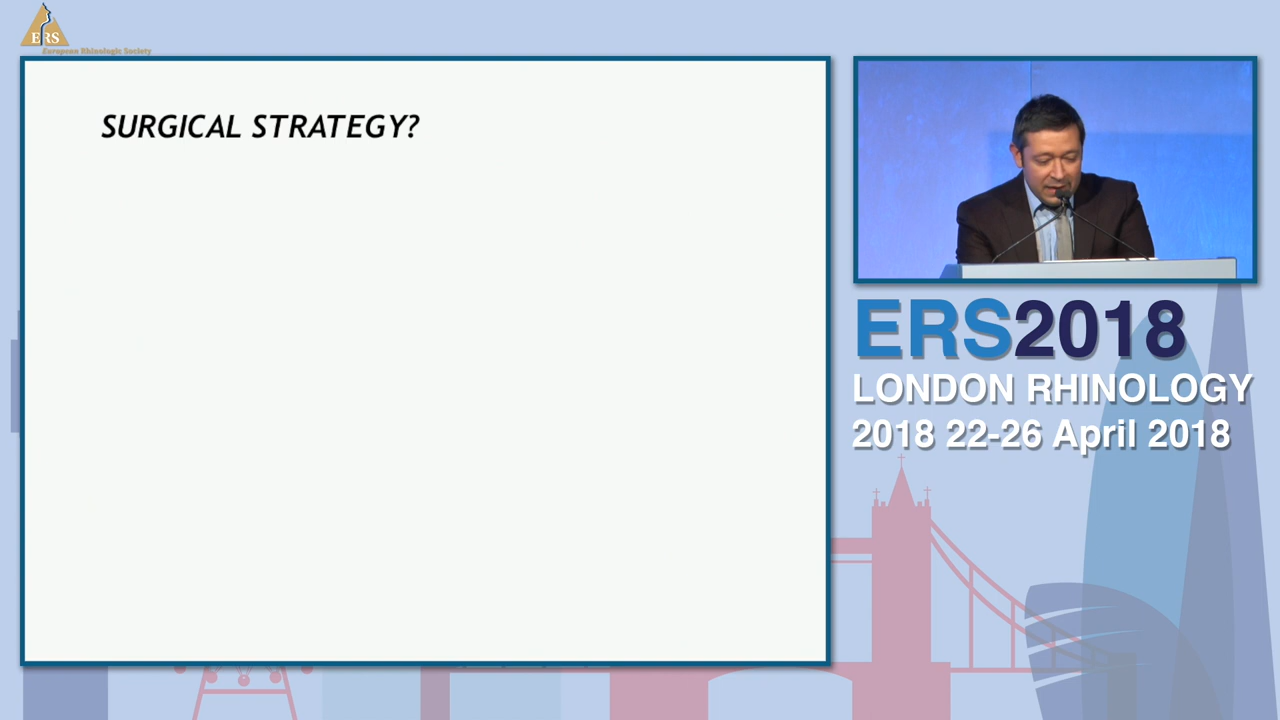 ERS
European Rhinologic Society
SURGICAL STRATEGY?
ERS2018
LONDON RHINOLOGY
2018 22-26 April 2018